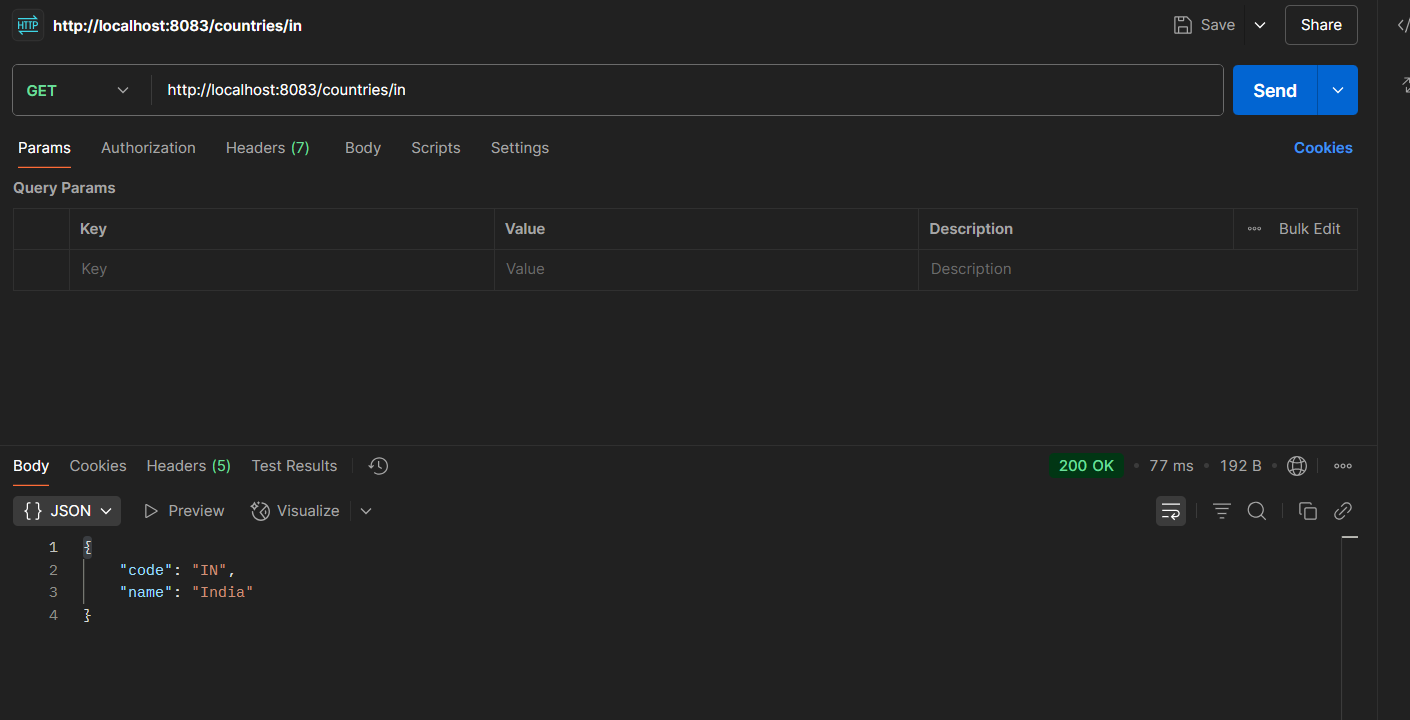 HTTP http://localhost:8083/countries/in Save Share
GET http://localhost:8083/countries/in Send
Params Authorization Headers (7) Body Scripts Settings Cookies
Query Params
Key Value Description Bulk Edit
Key Value Description
Body Cookies Headers (5) Test Results 200 OK • 77 ms • 192 B •
{} JSON Preview Visualize
1 {
2 "code": "IN",
3 "name": "India"
4 }